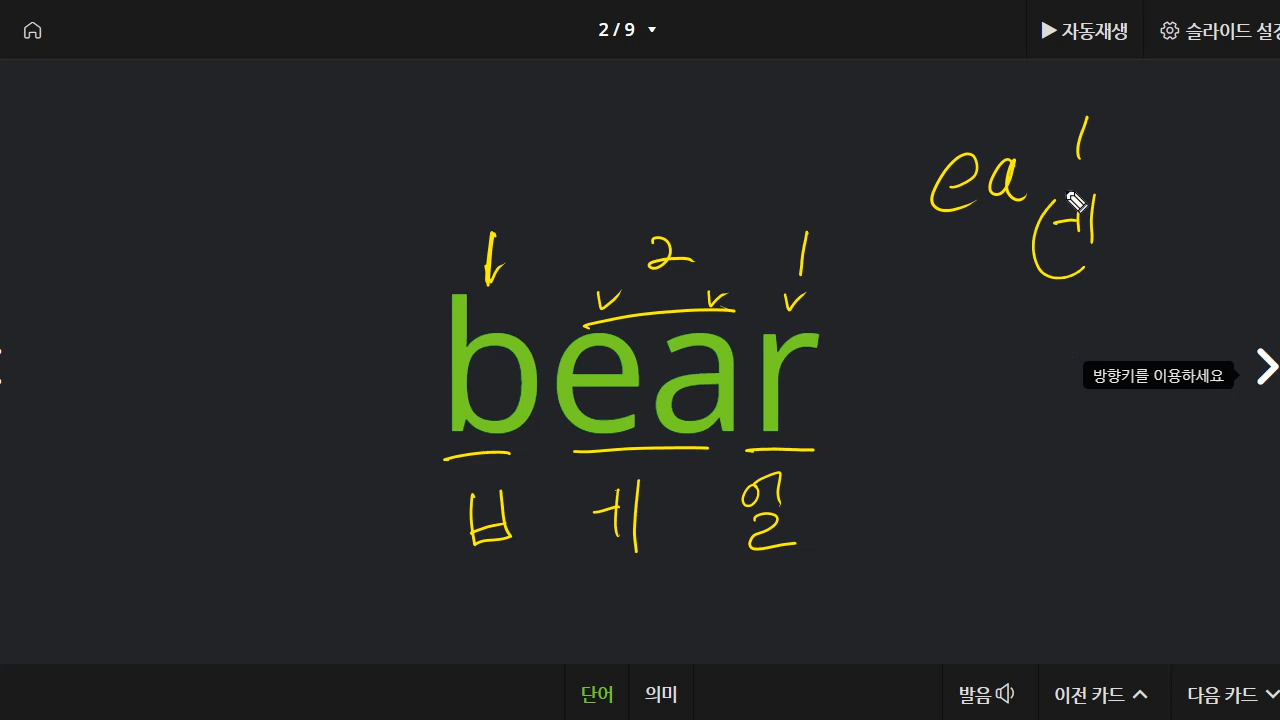 2 / 9
자동재생
슬라이드 설정
ea
ㅣ
ㅔ
1 2 1
bear
방향키를 이용하세요
ㅂ ㅔ 얼
단어
의미
발음
이전 카드
다음 카드